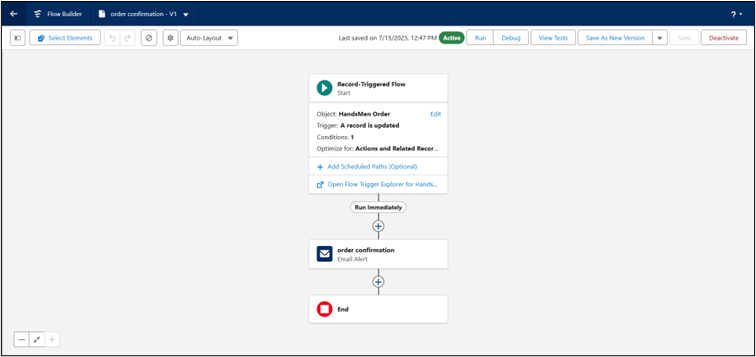 Flow Builder
order confirmation - V1
?
Select Elements
Auto-Layout
Last saved on 7/15/2025, 12:47 PM
Active
Run
Debug
View Tests
Save As New Version
Save
Deactivate
Record-Triggered Flow
Start
Object: HandsMen Order
Edit
Trigger: A record is updated
Conditions: 1
Optimize for: Actions and Related Recor...
Add Scheduled Paths (Optional)
Open Flow Trigger Explorer for Hands...
Run Immediately
order confirmation
Email Alert
End